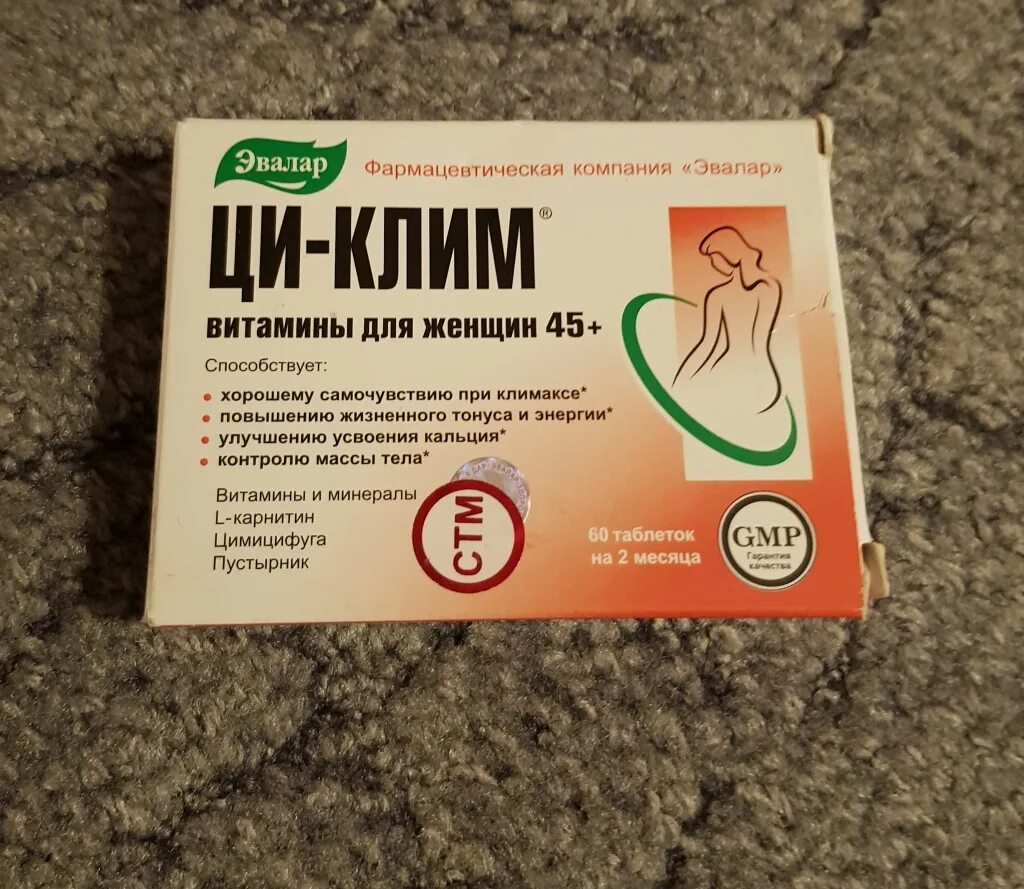 Эвалар
Фармацевтическая компания «Эвалар»
ЦИ-КЛИМ®
витамины для женщин 45+
Способствует:
• хорошему самочувствию при климаксе*
• повышению жизненного тонуса и энергии*
• улучшению усвоения кальция*
• контролю массы тела*
Витамины и минералы
L-карнитин
Цимицифуга
Пустырник
СТМ
60 таблеток
на 2 месяца
GMP
Гарантия
качества